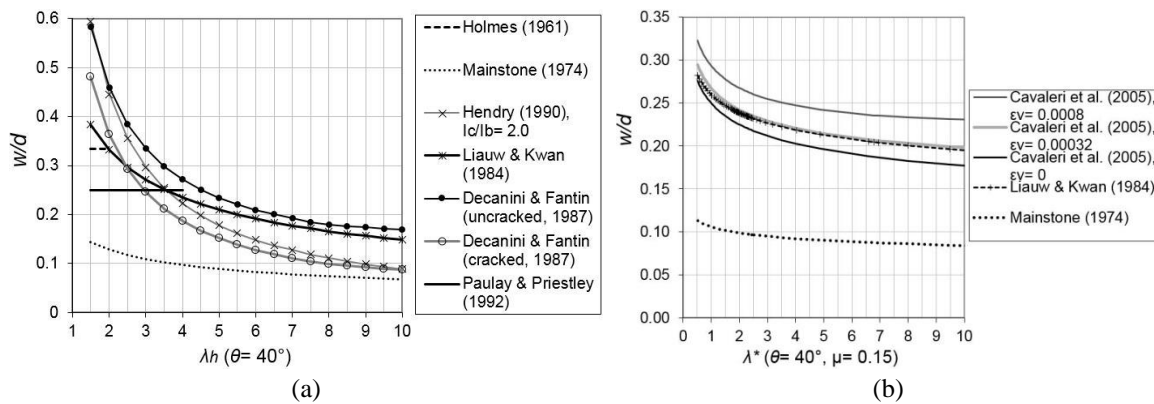 0.6
0.5
0.4
0.3
0.2
0.1
0
w/d
1 2 3 4 5 6 7 8 9 10
λh (θ= 40°)
Holmes (1961)
Mainstone (1974)
Hendry (1990),
Ic/Ib= 2.0
Liauw & Kwan
(1984)
Decanini & Fantin
(uncracked, 1987)
Decanini & Fantin
(cracked, 1987)
Paulay & Priestley
(1992)
(a)
0.35
0.30
0.25
0.20
0.15
0.10
0.05
0.00
w/d
0 1 2 3 4 5 6 7 8 9 10
λ* (θ= 40°, μ= 0.15)
Cavaleri et al. (2005),
εv= 0.0008
Cavaleri et al. (2005),
εv= 0.00032
Cavaleri et al. (2005),
εv= 0
Liauw & Kwan (1984)
Mainstone (1974)
(b)